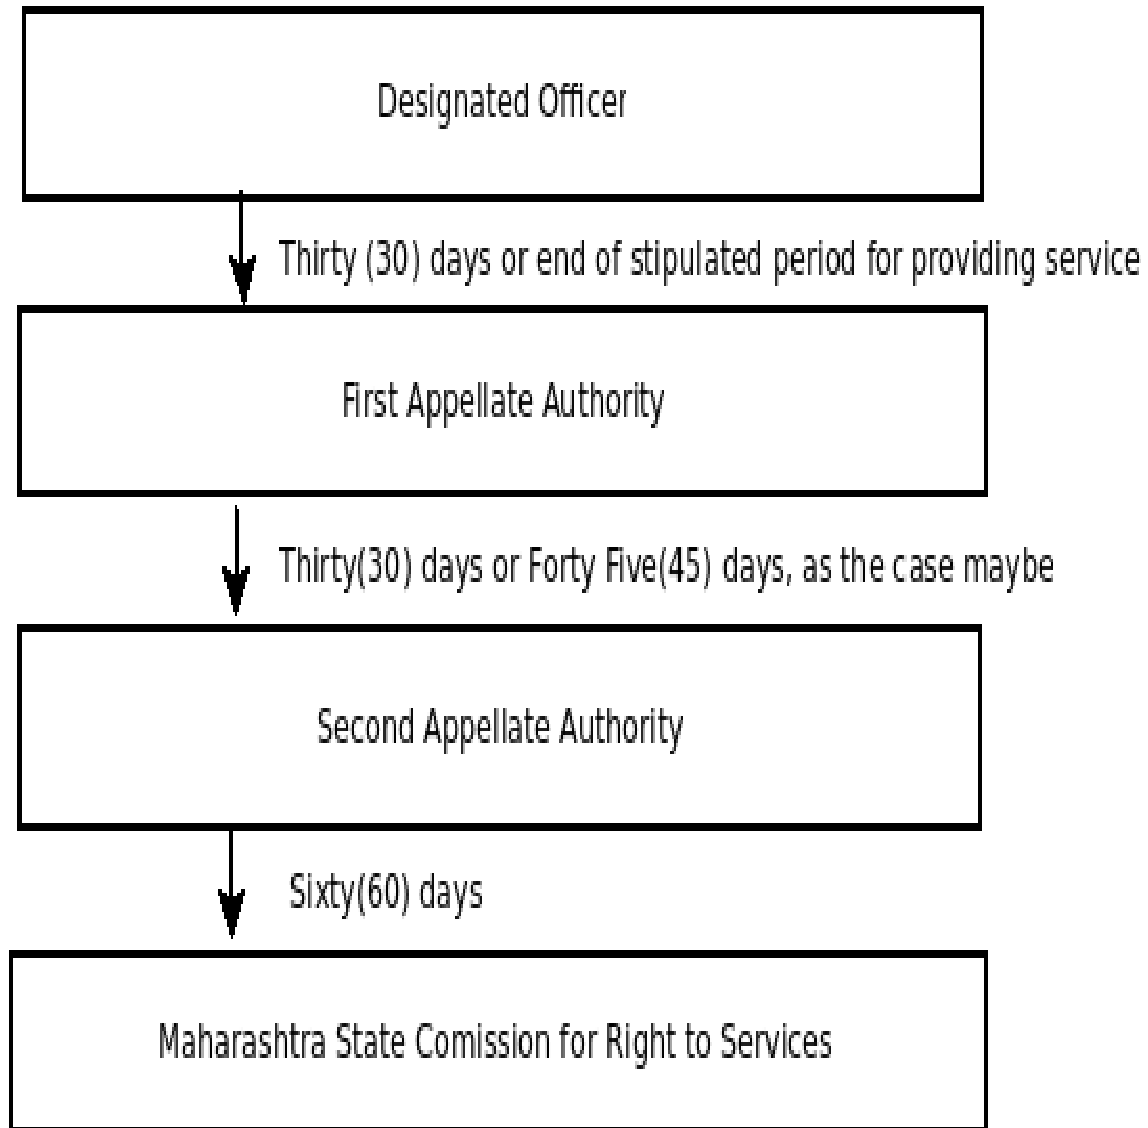 Designated Officer
Thirty (30) days or end of stipulated period for providing service
First Appellate Authority
Thirty(30) days or Forty Five(45) days, as the case maybe
Second Appellate Authority
Sixty(60) days
Maharashtra State Comission for Right to Services